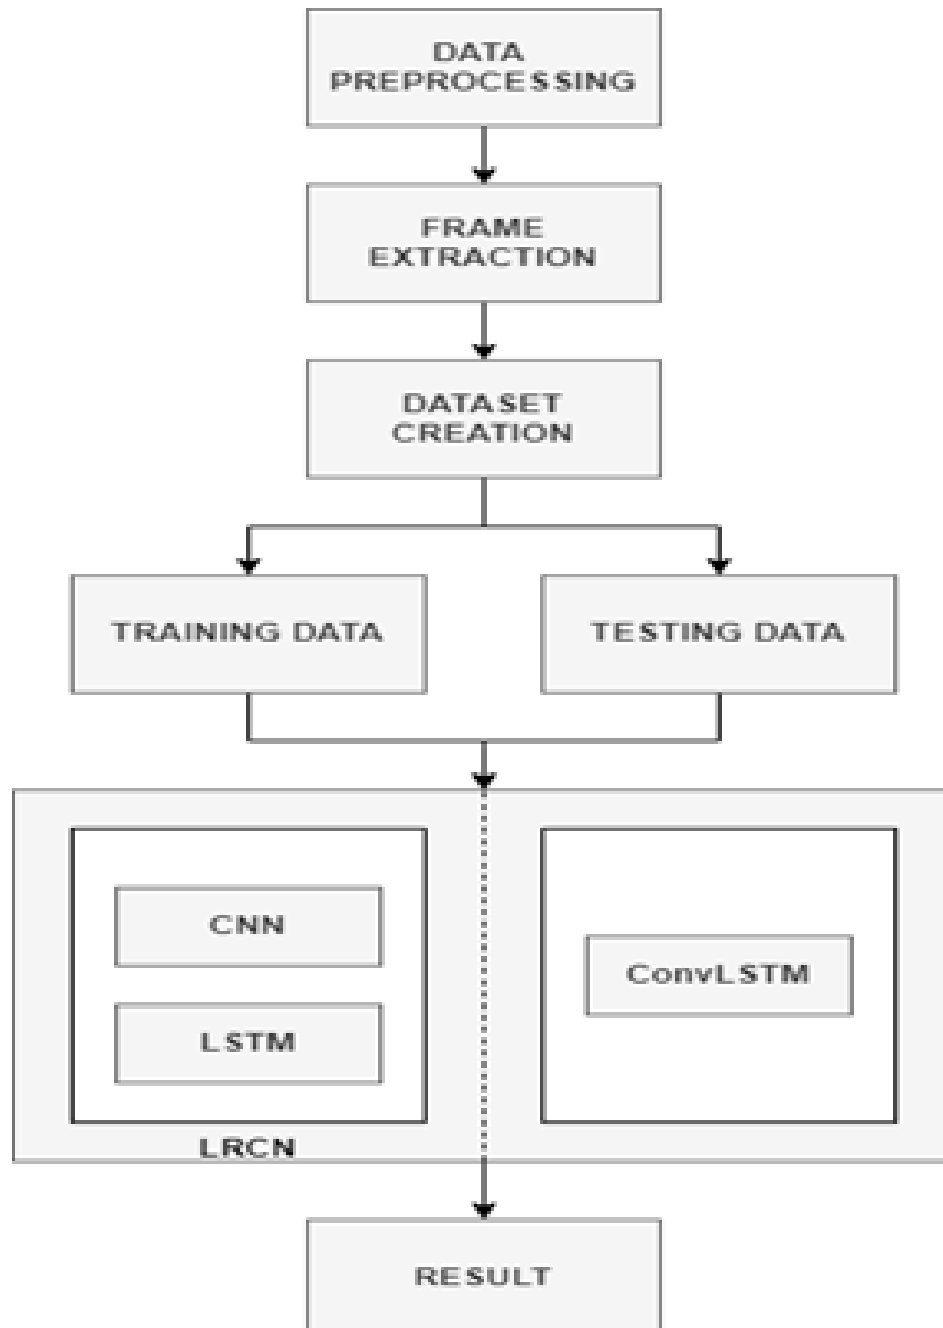 DATA
PREPROCESSING
FRAME
EXTRACTION
DATASET
CREATION
TRAINING DATA
TESTING DATA
CNN
LSTM
LRCN
ConvLSTM
RESULT